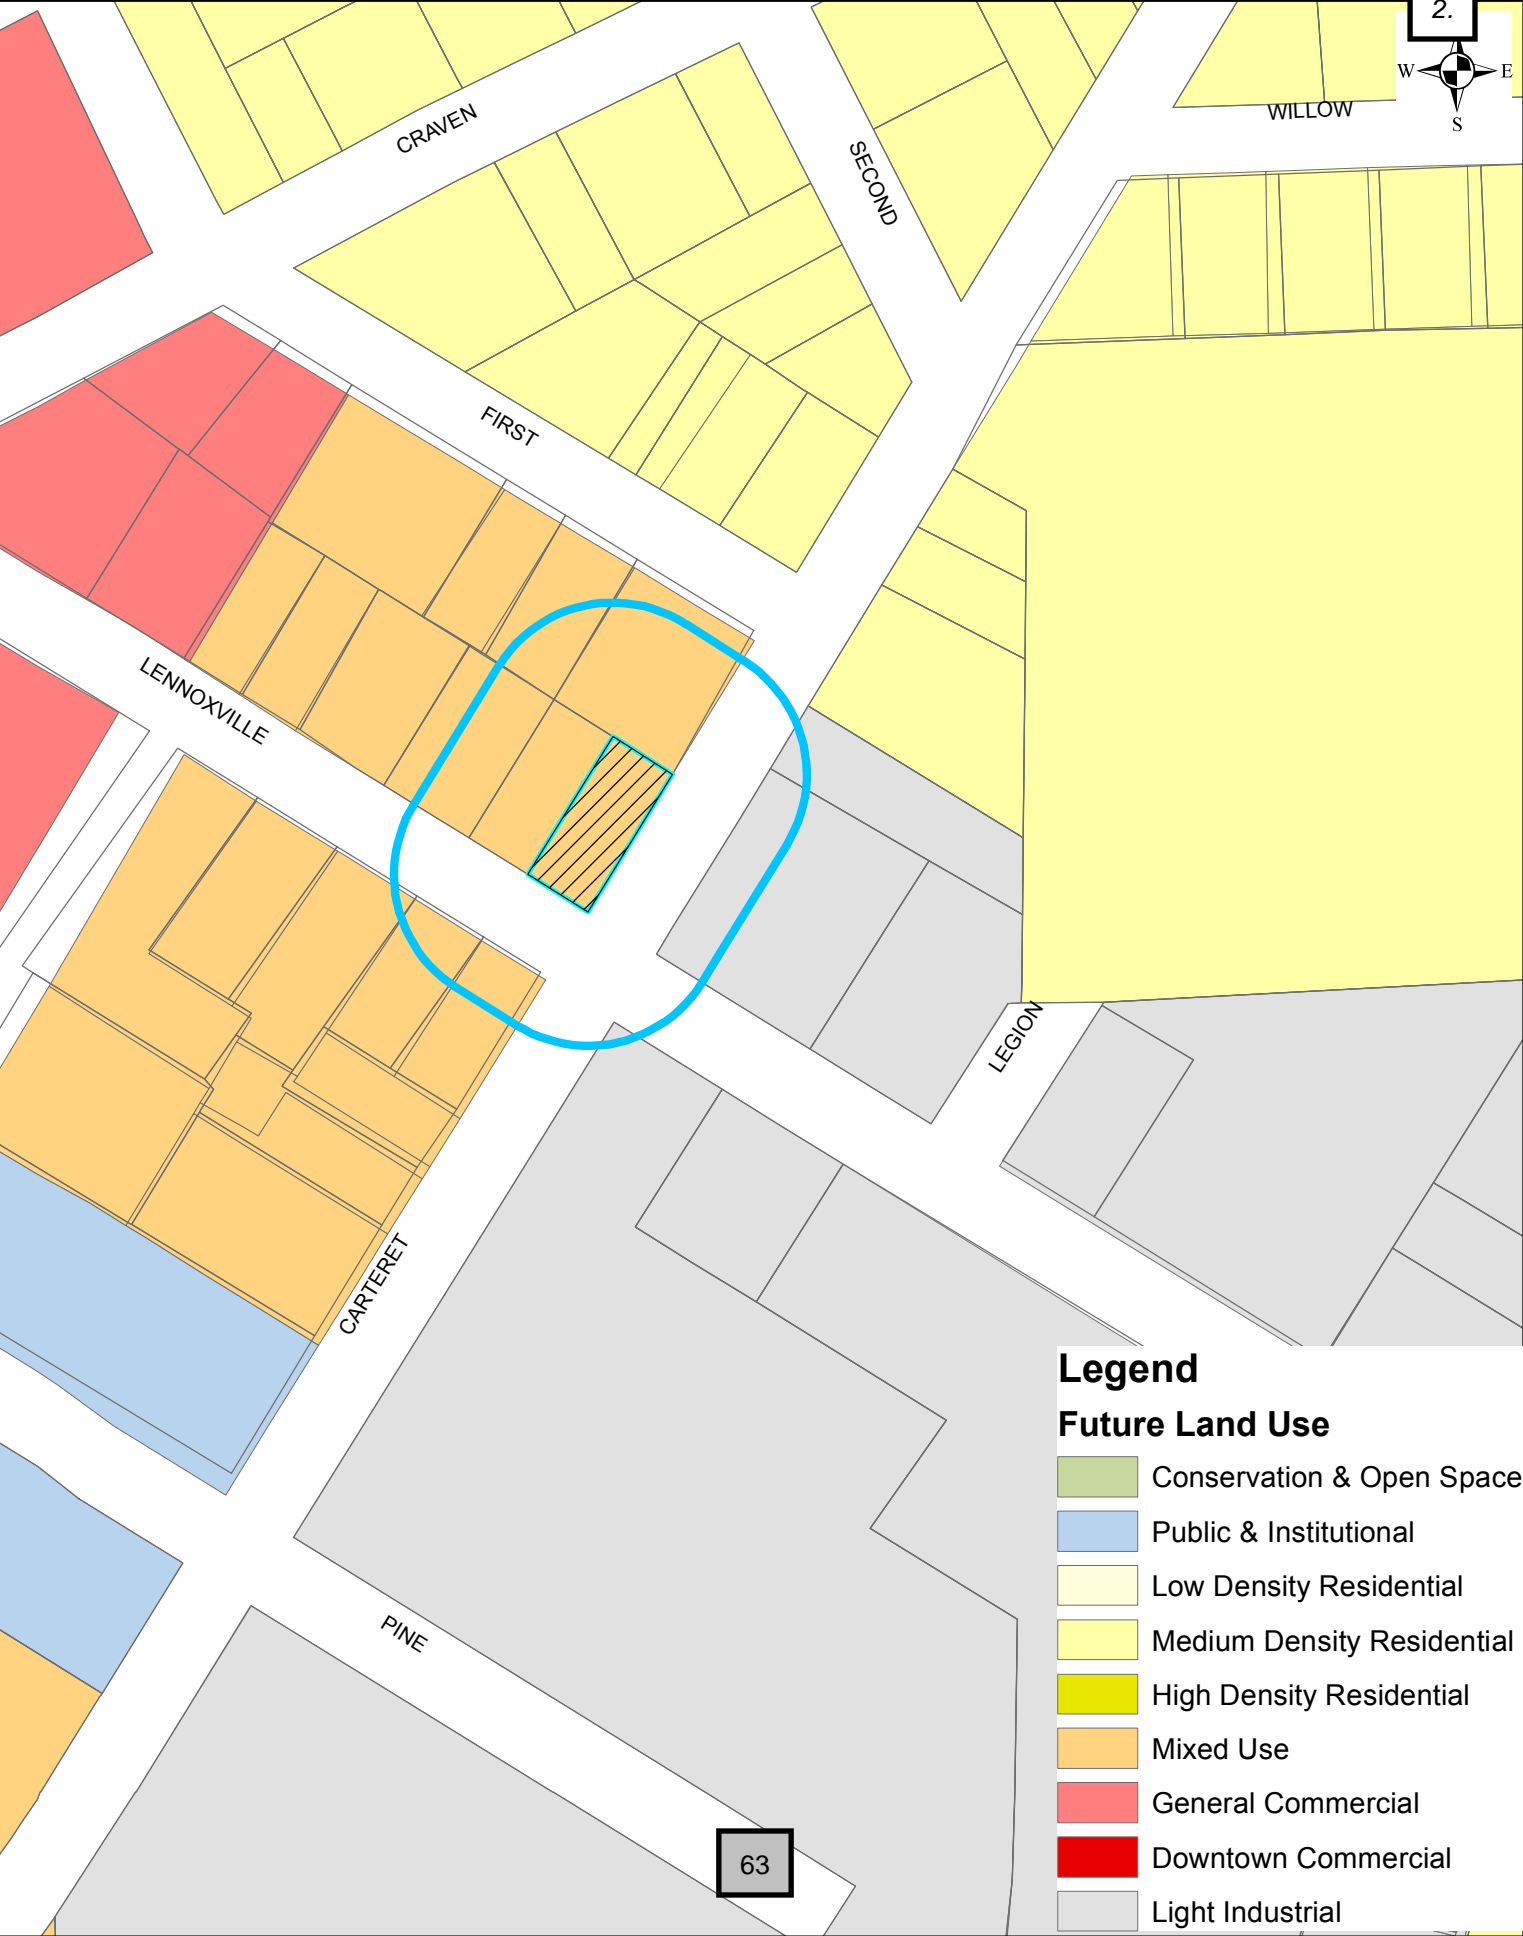 2.
W E
S
WILLOW
CRAVEN
SECOND
FIRST
LENNOXVILLE
LEGION
CARTERET
PINE
63
Legend
Future Land Use
Conservation & Open Space
Public & Institutional
Low Density Residential
Medium Density Residential
High Density Residential
Mixed Use
General Commercial
Downtown Commercial
Light Industrial